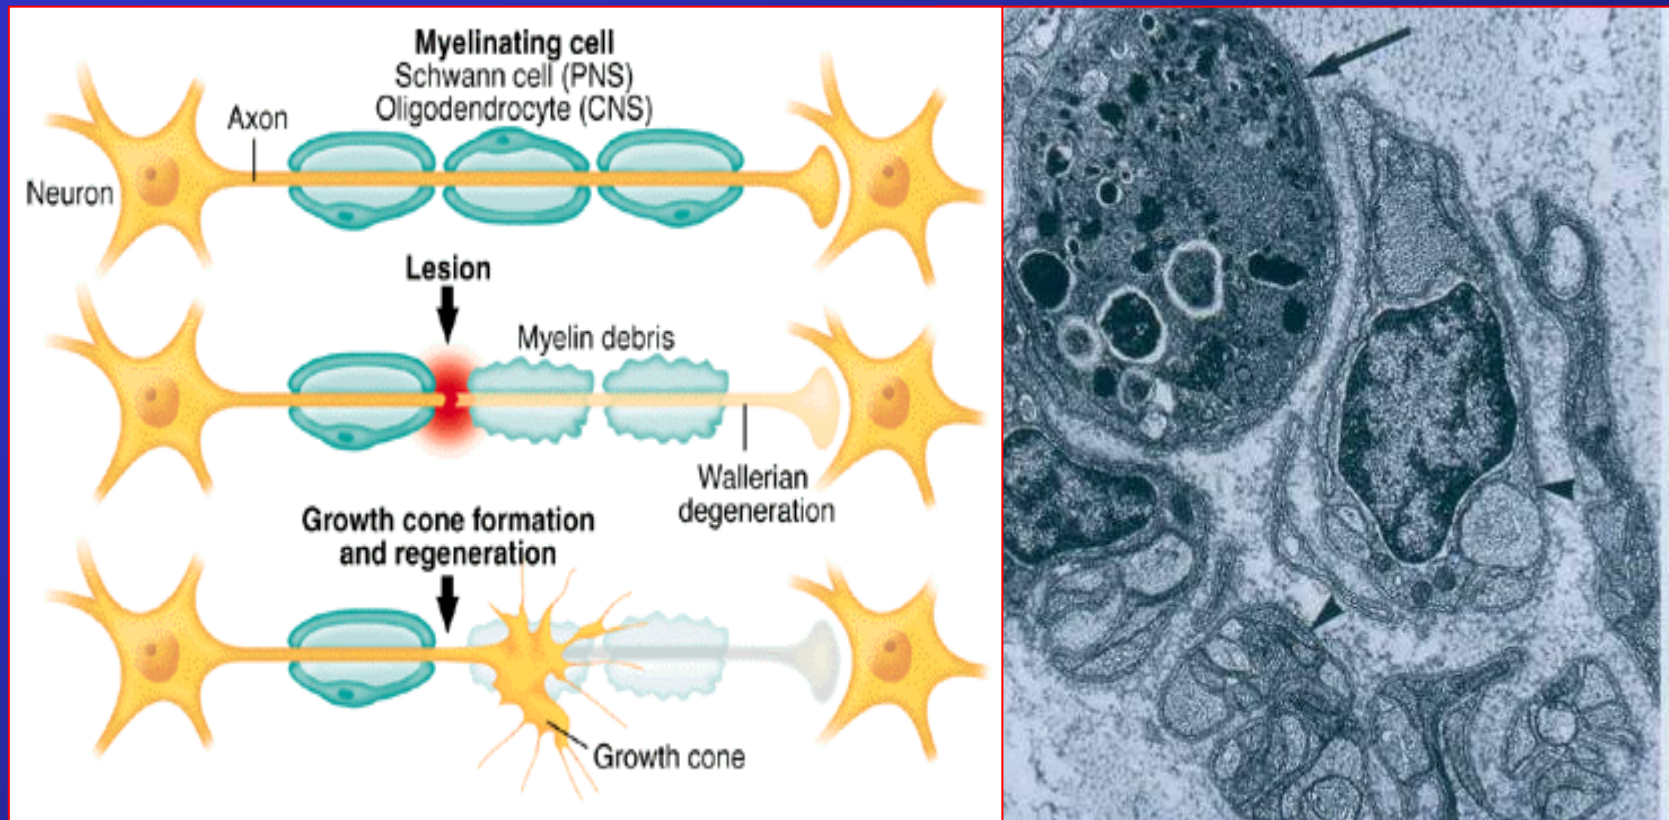 Myelinating cell
Schwann cell (PNS)
Oligodendrocyte (CNS)
Axon
Neuron
Lesion
Myelin debris
Wallerian
degeneration
Growth cone formation
and regeneration
Growth cone